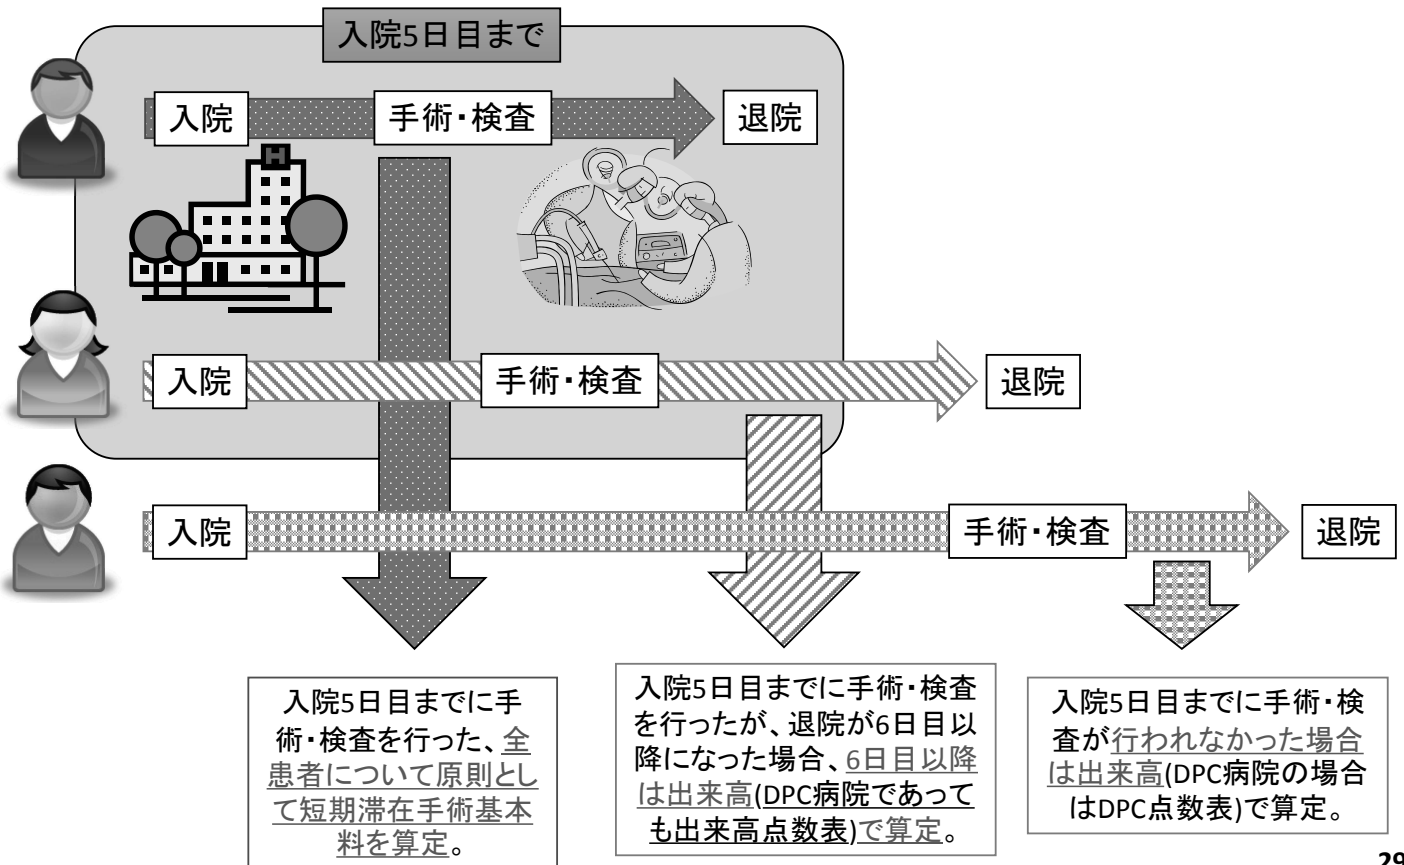 入院5日目まで
入院
手術・検査
退院
H
入院
手術・検査
退院
入院
手術・検査
退院
入院5日目までに手
術・検査を行った、全
患者について原則とし
て短期滞在手術基本
料を算定。
入院5日目までに手術・検査
を行ったが、退院が6日目以
降になった場合、6日目以降
は出来高(DPC病院であって
も出来高点数表)で算定。
入院5日目までに手術・検
査が行われなかった場合
は出来高(DPC病院の場合
はDPC点数表)で算定。
29